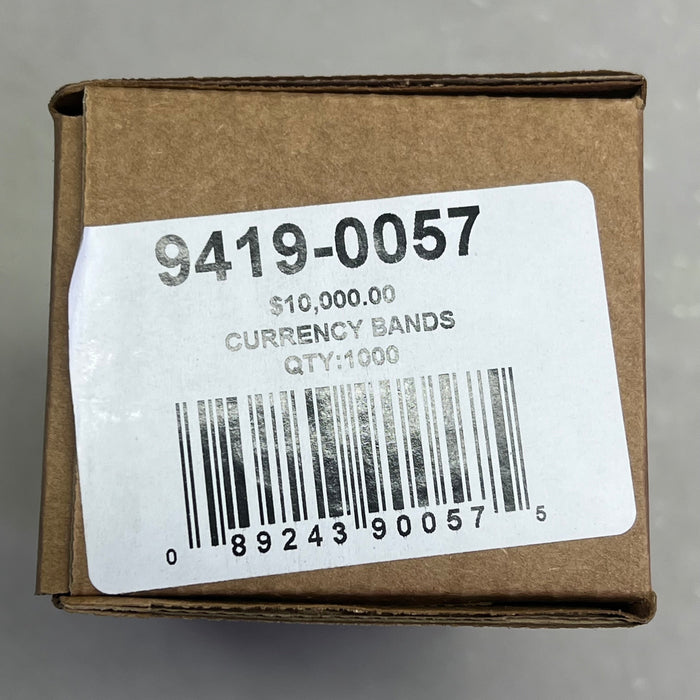 9419-0057
$10,000.00
CURRENCY BANDS
QTY:1000
0 89243 90057 5